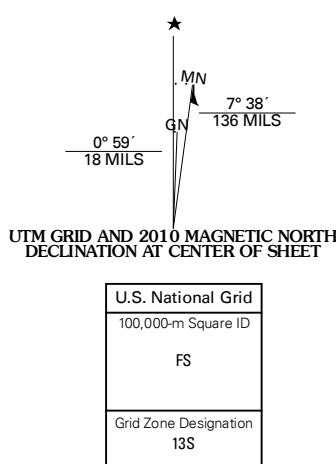 ★
MN
7° 38´
136 MILS
GN
0° 59´
18 MILS
UTM GRID AND 2010 MAGNETIC NORTH
DECLINATION AT CENTER OF SHEET
U.S. National Grid
100,000-m Square ID
FS
Grid Zone Designation
13S